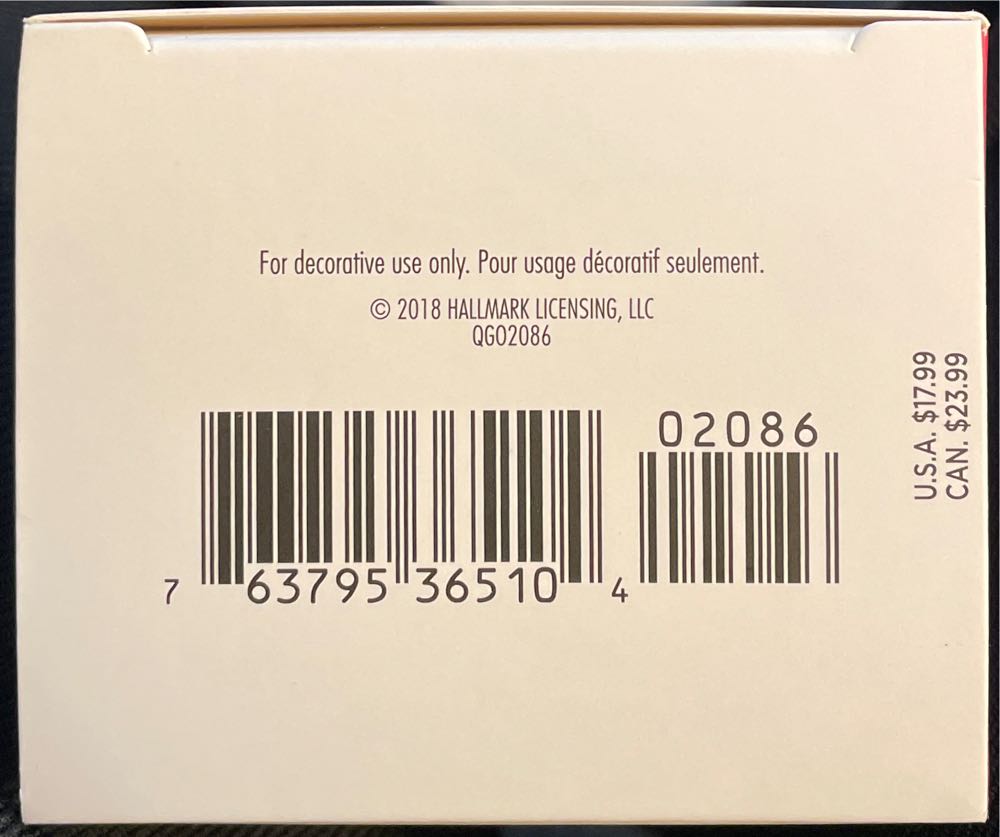 For decorative use only. Pour usage décoratif seulement.
© 2018 HALLMARK LICENSING, LLC
QGO2086
02086
7 63795 36510 4
U.S.A. $17.99
CAN. $23.99